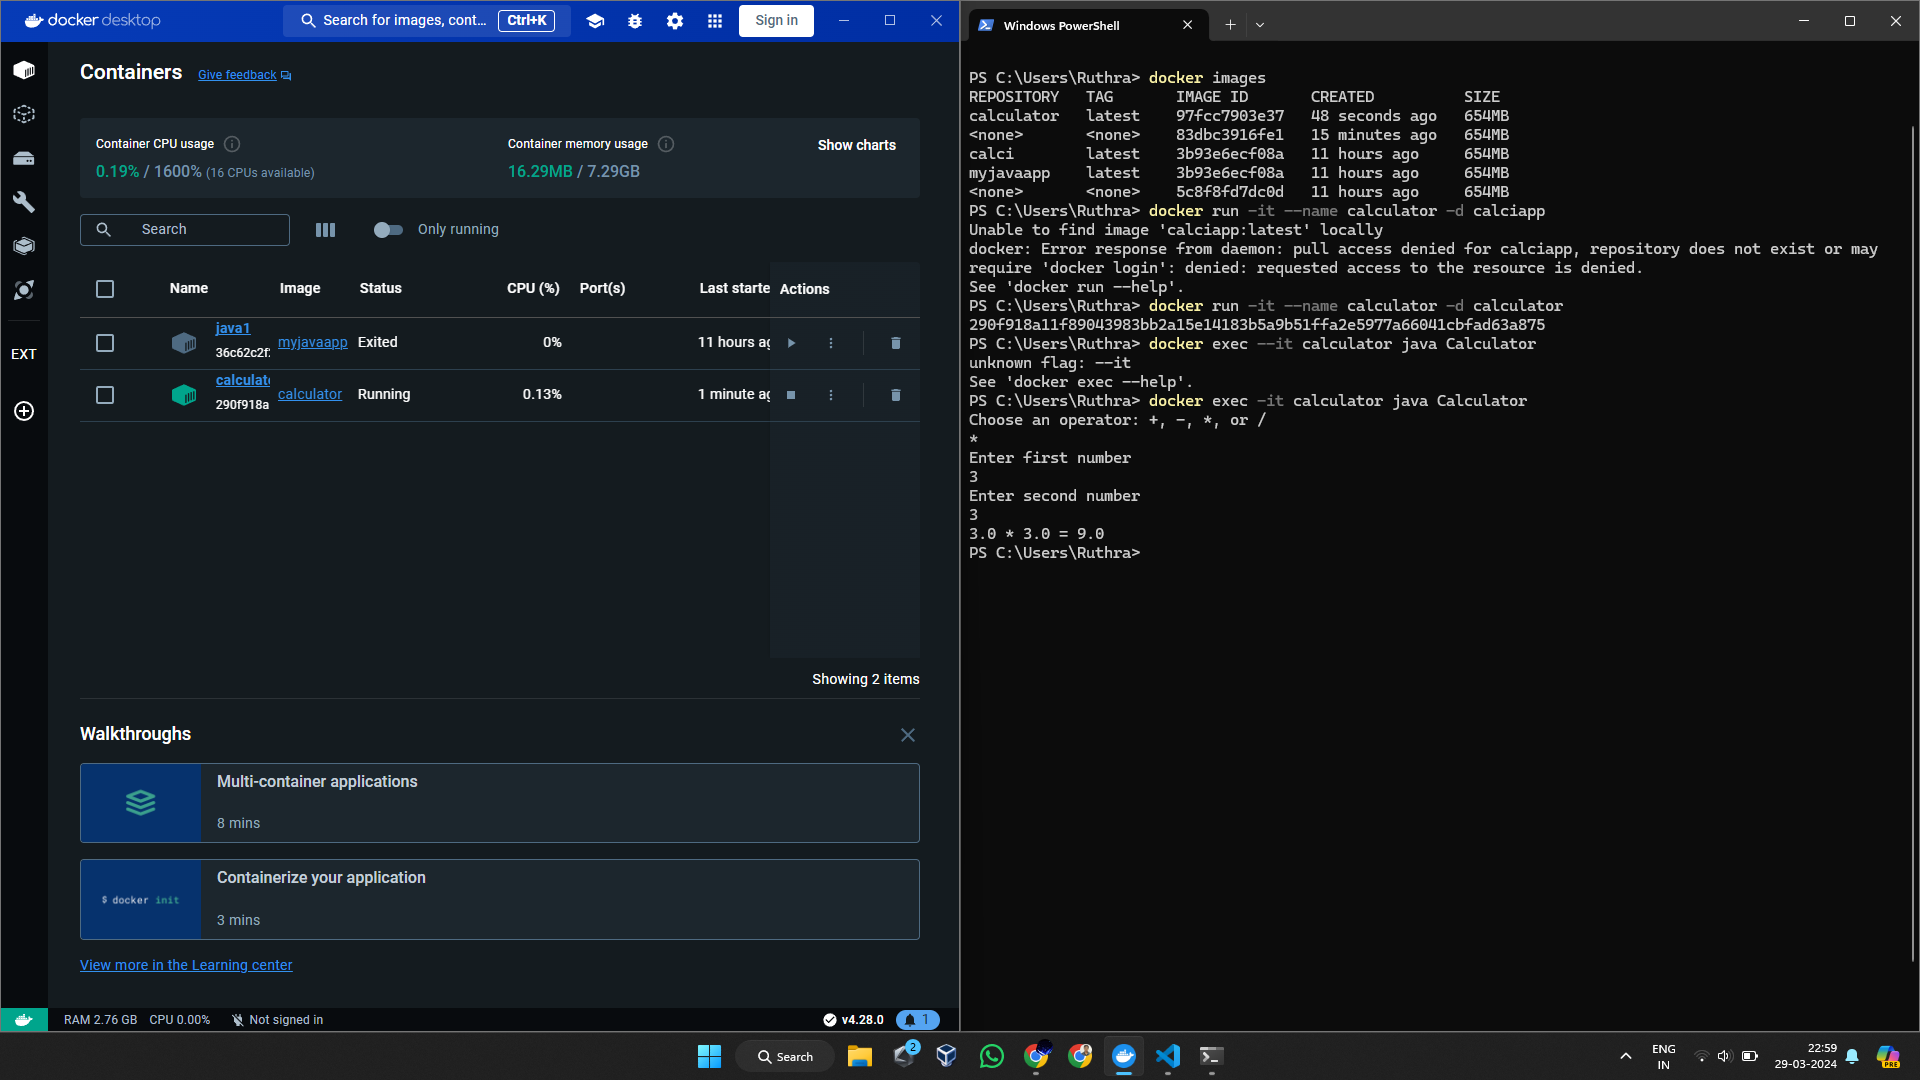 docker desktop
Search for images, cont... Ctrl+K
Sign in
Containers Give feedback
Container CPU usage
0.19% / 1600% (16 CPUs available)
Container memory usage
16.29MB / 7.29GB
Show charts
Search
Only running
Name Image Status CPU (%) Port(s) Last starte Actions
java1
36c62c2f: myjavaapp Exited 0% 11 hours ag
calculat
290f918a calculator Running 0.13% 1 minute ag
EXT
Showing 2 items
Walkthroughs
Multi-container applications
8 mins
$ docker init
Containerize your application
3 mins
View more in the Learning center
RAM 2.76 GB CPU 0.00% Not signed in v4.28.0 1
Windows PowerShell
PS C:\Users\Ruthra> docker images
REPOSITORY TAG IMAGE ID CREATED SIZE
calculator latest 97fcc7903e37 48 seconds ago 654MB
<none> <none> 83dbc3916fe1 15 minutes ago 654MB
calci latest 3b93e6ecf08a 11 hours ago 654MB
myjavaapp latest 3b93e6ecf08a 11 hours ago 654MB
<none> <none> 5c8f8fd7dc0d 11 hours ago 654MB
PS C:\Users\Ruthra> docker run -it --name calculator -d calciapp
Unable to find image 'calciapp:latest' locally
docker: Error response from daemon: pull access denied for calciapp, repository does not exist or may
require 'docker login': denied: requested access to the resource is denied.
See 'docker run --help'.
PS C:\Users\Ruthra> docker run -it --name calculator -d calculator
290f918a11f89043983bb2a15e14183b5a9b51ffa2e5977a66041cbfad63a875
PS C:\Users\Ruthra> docker exec --it calculator java Calculator
unknown flag: --it
See 'docker exec --help'.
PS C:\Users\Ruthra> docker exec -it calculator java Calculator
Choose an operator: +, -, *, or /
*
Enter first number
3
Enter second number
3
3.0 * 3.0 = 9.0
PS C:\Users\Ruthra>
Search
2
ENG
IN
22:59
29-03-2024
PRE